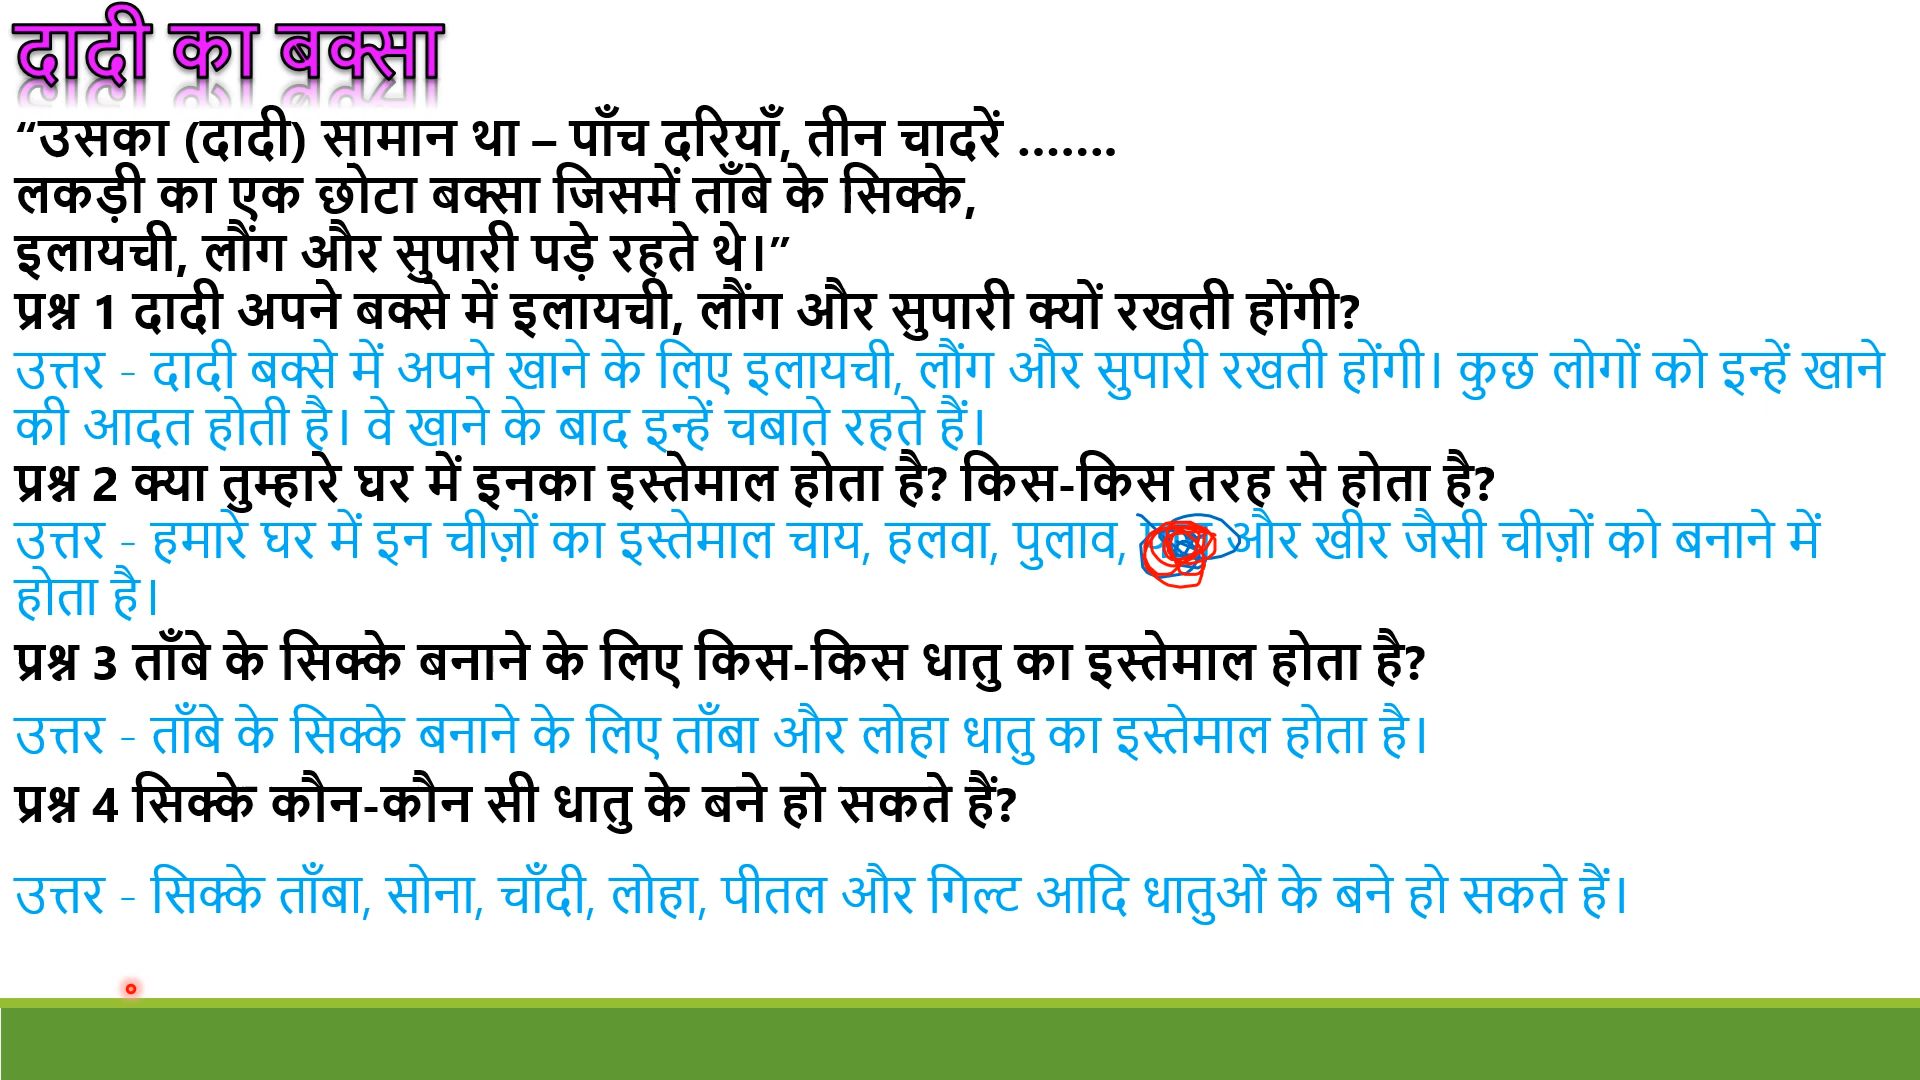 दादी का बक्सा
“उसका (दादी) सामान था – पाँच दरियाँ, तीन चादरें .......
लकड़ी का एक छोटा बक्सा जिसमें ताँबे के सिक्के,
इलायची, लौंग और सुपारी पड़े रहते थे।”
प्रश्न 1 दादी अपने बक्से में इलायची, लौंग और सुपारी क्यों रखती होंगी?
उत्तर - दादी बक्से में अपने खाने के लिए इलायची, लौंग और सुपारी रखती होंगी। कुछ लोगों को इन्हें खाने
की आदत होती है। वे खाने के बाद इन्हें चबाते रहते हैं।
प्रश्न 2 क्या तुम्हारे घर में इनका इस्तेमाल होता है? किस-किस तरह से होता है?
उत्तर - हमारे घर में इन चीज़ों का इस्तेमाल चाय, हलवा, पुलाव, और खीर जैसी चीज़ों को बनाने में
होता है।
प्रश्न 3 ताँबे के सिक्के बनाने के लिए किस-किस धातु का इस्तेमाल होता है?
उत्तर - ताँबे के सिक्के बनाने के लिए ताँबा और लोहा धातु का इस्तेमाल होता है।
प्रश्न 4 सिक्के कौन-कौन सी धातु के बने हो सकते हैं?
उत्तर - सिक्के ताँबा, सोना, चाँदी, लोहा, पीतल और गिल्ट आदि धातुओं के बने हो सकते हैं।